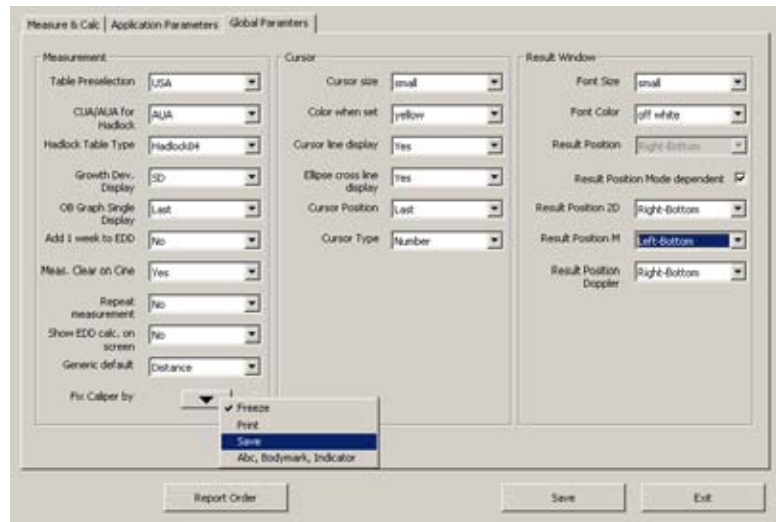 Measure & Calc Application Parameters Global Paramters
Measurement
Table Preselection USA
CUA/AUA for
Hadlock AUA
Hadlock Table Type Hadlock84
Growth Dev.
Display SD
OB Graph Single
Display Last
Add 1 week to EDD No
Meas. Clear on Cine Yes
Repeat
measurement No
Show EDD calc. on
screen No
Generic default Distance
Fix Caliper by
Freeze
Print
Save
Abc, Bodymark, Indicator
Cursor
Cursor size small
Color when set yellow
Cursor line display Yes
Ellipse cross line
display Yes
Cursor Position Last
Cursor Type Number
Result Window
Font Size small
Font Color off white
Result Position Right-Bottom
Result Position Mode dependent
Result Position 2D Right-Bottom
Result Position M Left-Bottom
Result Position
Doppler Right-Bottom
Report Order
Save
Exit